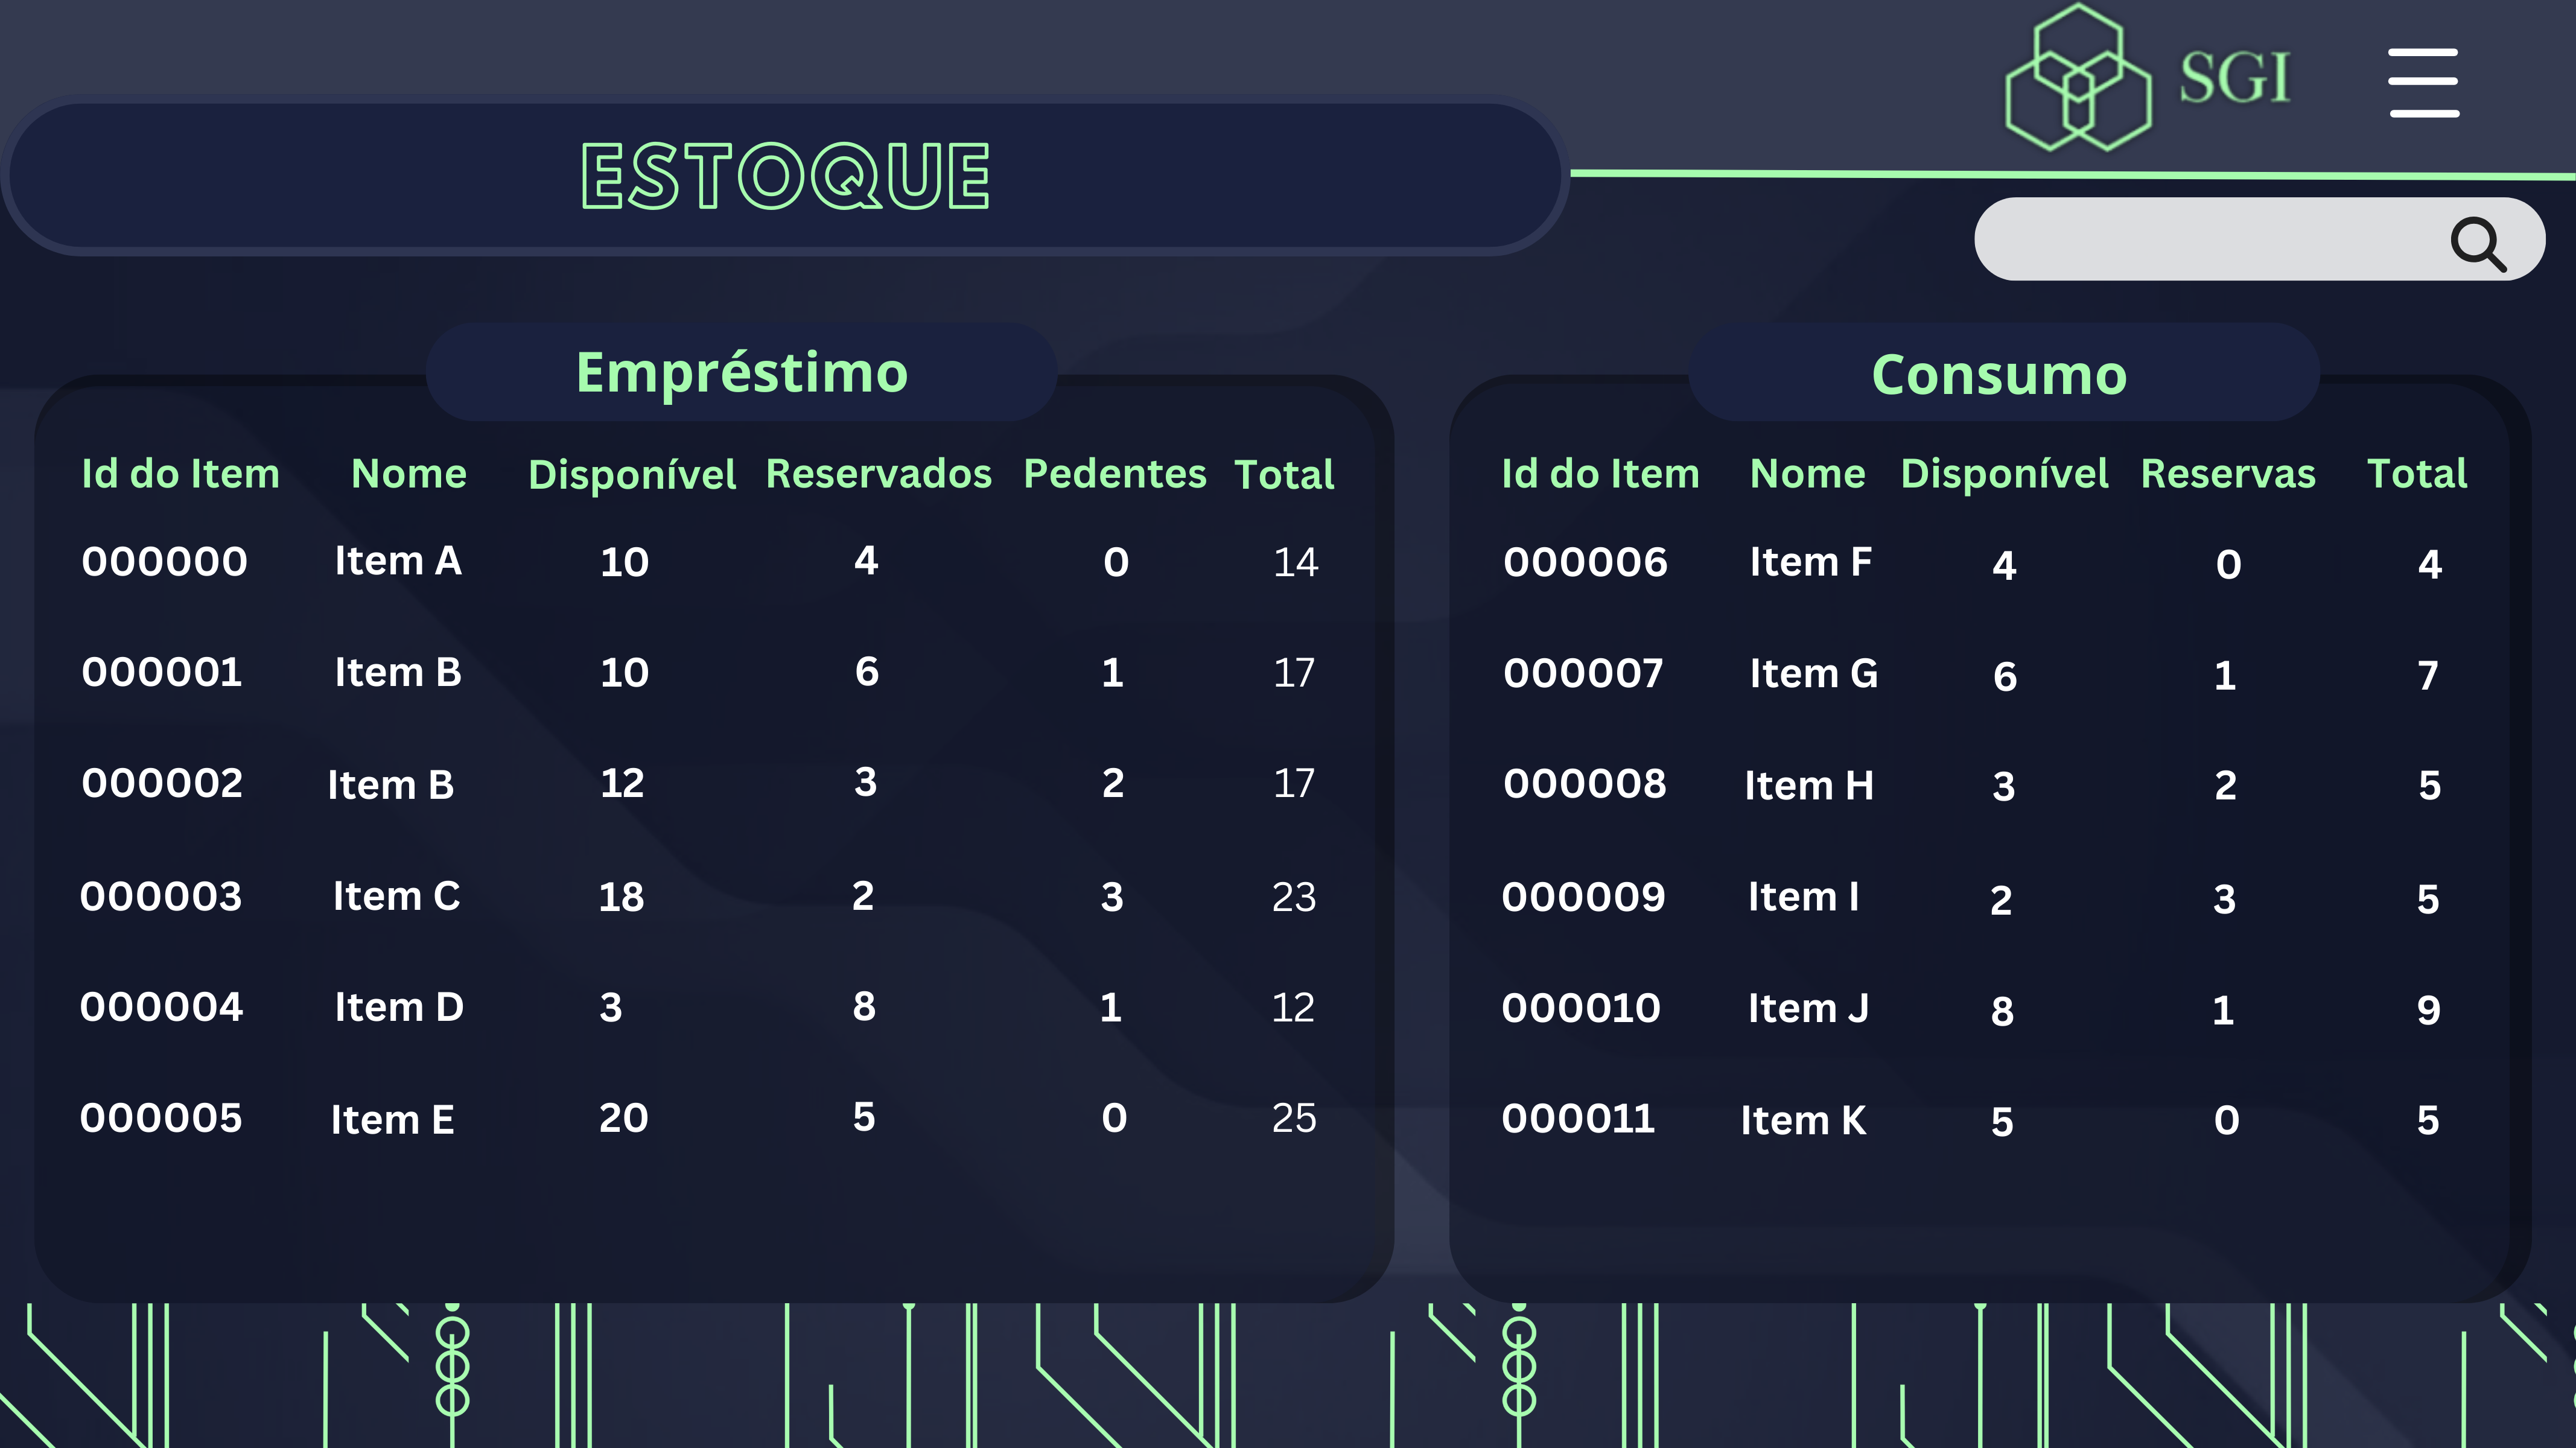 SGI
ESTOQUE
Empréstimo
Id do Item Nome Disponível Reservados Pedentes Total
000000 Item A 10 4 0 14
000001 Item B 10 6 1 17
000002 Item B 12 3 2 17
000003 Item C 18 2 3 23
000004 Item D 3 8 1 12
000005 Item E 20 5 0 25
Consumo
Id do Item Nome Disponível Reservas Total
000006 Item F 4 0 4
000007 Item G 6 1 7
000008 Item H 3 2 5
000009 Item I 2 3 5
000010 Item J 8 1 9
000011 Item K 5 0 5